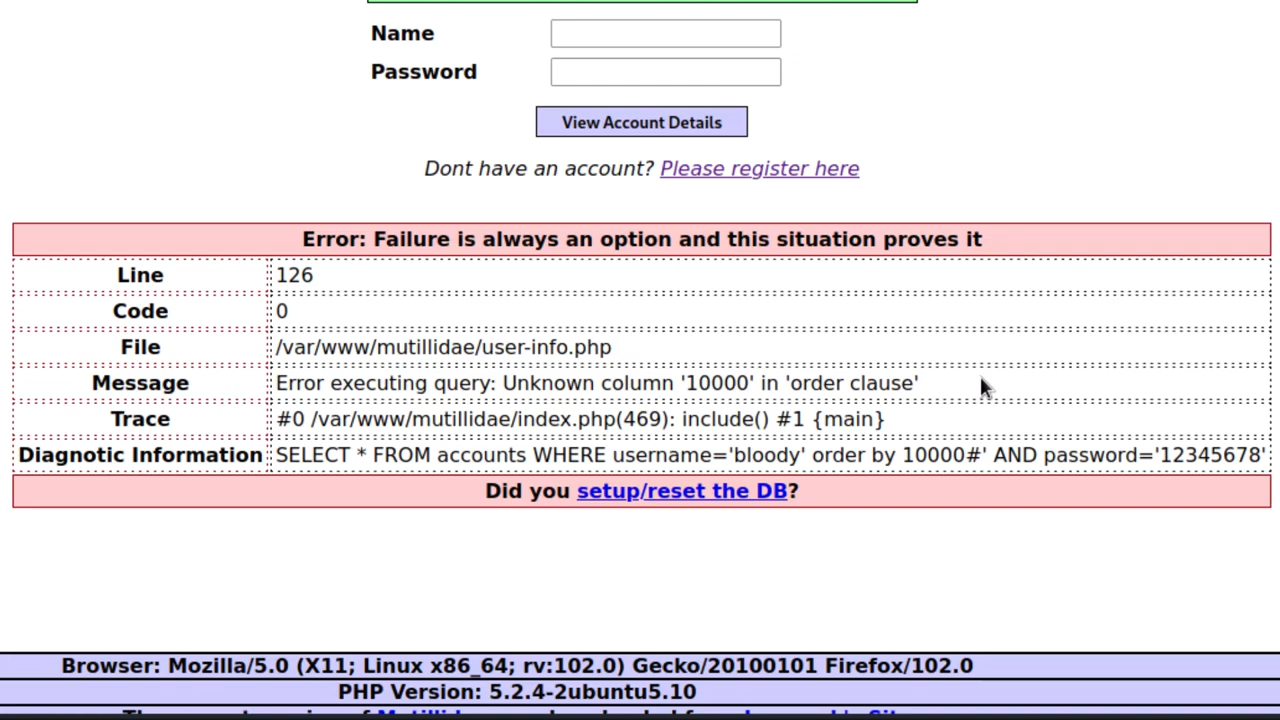 Name
Password
View Account Details
Dont have an account? Please register here
Error: Failure is always an option and this situation proves it
Line 126
Code 0
File /var/www/mutillidae/user-info.php
Message Error executing query: Unknown column '10000' in 'order clause'
Trace #0 /var/www/mutillidae/index.php(469): include() #1 {main}
Diagnostic Information SELECT * FROM accounts WHERE username='bloody' order by 10000#' AND password='12345678'
Did you setup/reset the DB?
Browser: Mozilla/5.0 (X11; Linux x86_64; rv:102.0) Gecko/20100101 Firefox/102.0
PHP Version: 5.2.4-2ubuntu5.10